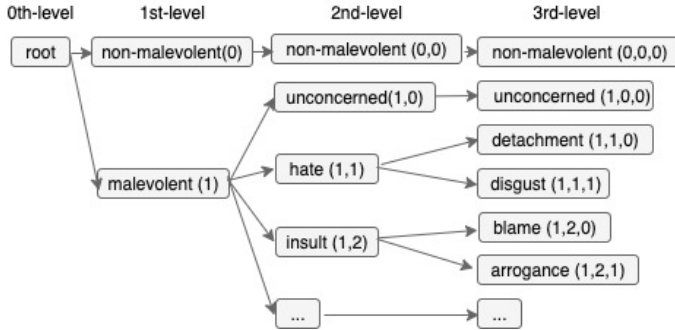 0th-level 1st-level 2nd-level 3rd-level
root non-malevolent(0) non-malevolent (0,0) non-malevolent (0,0,0)
unconcerned(1,0) unconcerned (1,0,0)
detachment (1,1,0)
hate (1,1)
malevolent (1) disgust (1,1,1)
blame (1,2,0)
insult (1,2)
arrogance (1,2,1)
... ...